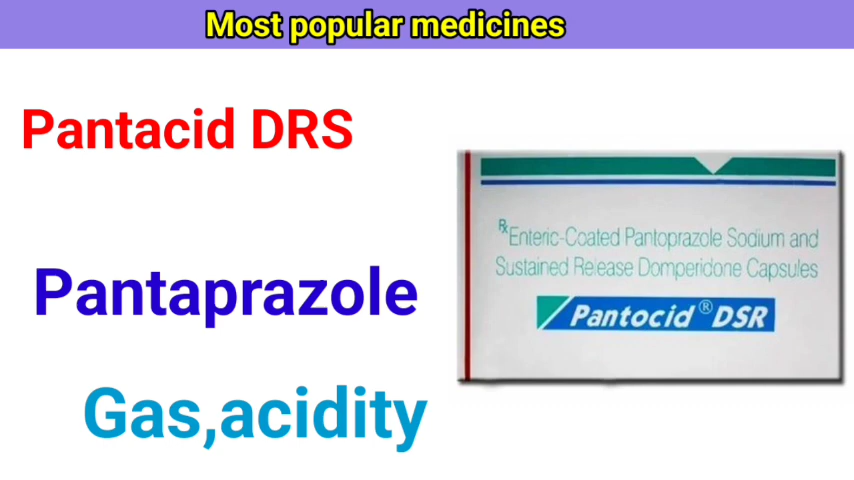 Most popular medicines
Pantacid DRS
Pantaprazole
Gas,acidity
Rx Enteric-Coated Pantoprazole Sodium and
Sustained Release Domperidone Capsules
Pantocid® DSR